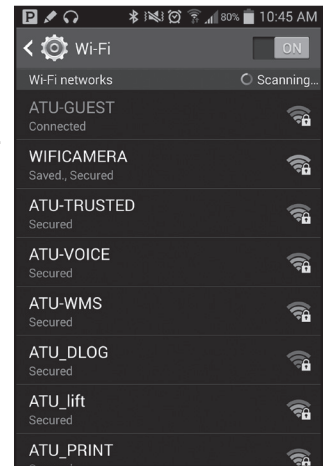 P 80% 10:45 AM
Wi-Fi ON
Wi-Fi networks Scanning...
ATU-GUEST
Connected
WIFICAMERA
Saved., Secured
ATU-TRUSTED
Secured
ATU-VOICE
Secured
ATU-WMS
Secured
ATU_DLOG
Secured
ATU_lift
Secured
ATU_PRINT